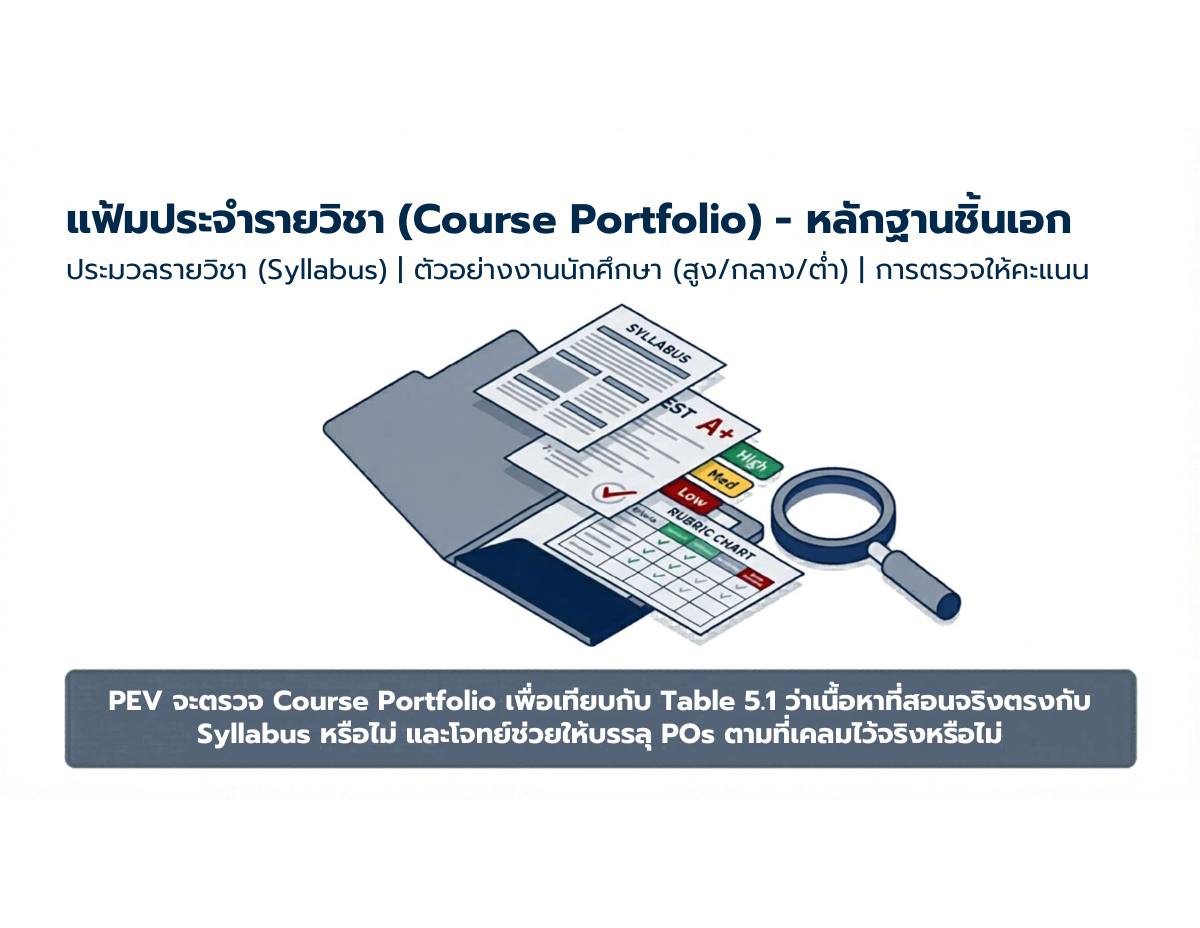 แฟ้มประจำรายวิชา (Course Portfolio) - หลักฐานชิ้นเอก
ประมวลรายวิชา (Syllabus) | ตัวอย่างงานนักศึกษา (สูง/กลาง/ต่ำ) | การตรวจให้คะแนน
SYLLABUS
EST A+
High
Med
Low
RUBRIC CHART
Criteria
PEV จะตรวจ Course Portfolio เพื่อเทียบกับ Table 5.1 ว่าเนื้อหาที่สอนจริงตรงกับ
Syllabus หรือไม่ และโจทย์ช่วยให้บรรลุ POs ตามที่เคลมไว้จริงหรือไม่